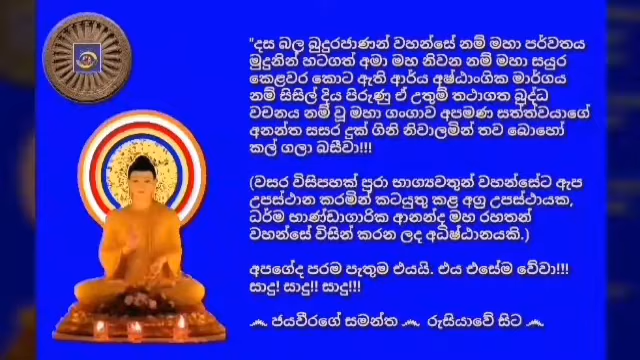 "දස බල බුදුරජාණන් වහන්සේ නම් මහා පර්වතය
මුදුනින් හටගත් අමා මහ නිවන නම් මහා සයුර
කෙළවර කොට ඇති ආර්ය අෂ්ඨාංගික මාර්ගය
නම් සිසිල් දිය පිරුණු ඒ උතුම් තථාගත බුද්ධ
වචනය නම් වූ මහා ගංගාව අපමණ සත්ත්වයාගේ
අනන්ත සසර දුක් ගිනි නිවාලමින් තව බොහෝ
කල් ගලා බසීවා!!!
(වසර විසිපහක් පුරා භාග්‍යවතුන් වහන්සේට ඇප
උපස්ථාන කරමින් කටයුතු කළ අග්‍ර උපස්ථායක,
ධර්ම භාණ්ඩාගාරික ආනන්ද මහ රහතන්
වහන්සේ විසින් කරන ලද අධිෂ්ඨානයකි.)
අපගේද පරම පැතුම එයයි. එය එසේම වේවා!!!
සාදු! සාදු!! සාදු!!!
ජයවීරගේ සමන්ත රුසියාවේ සිට